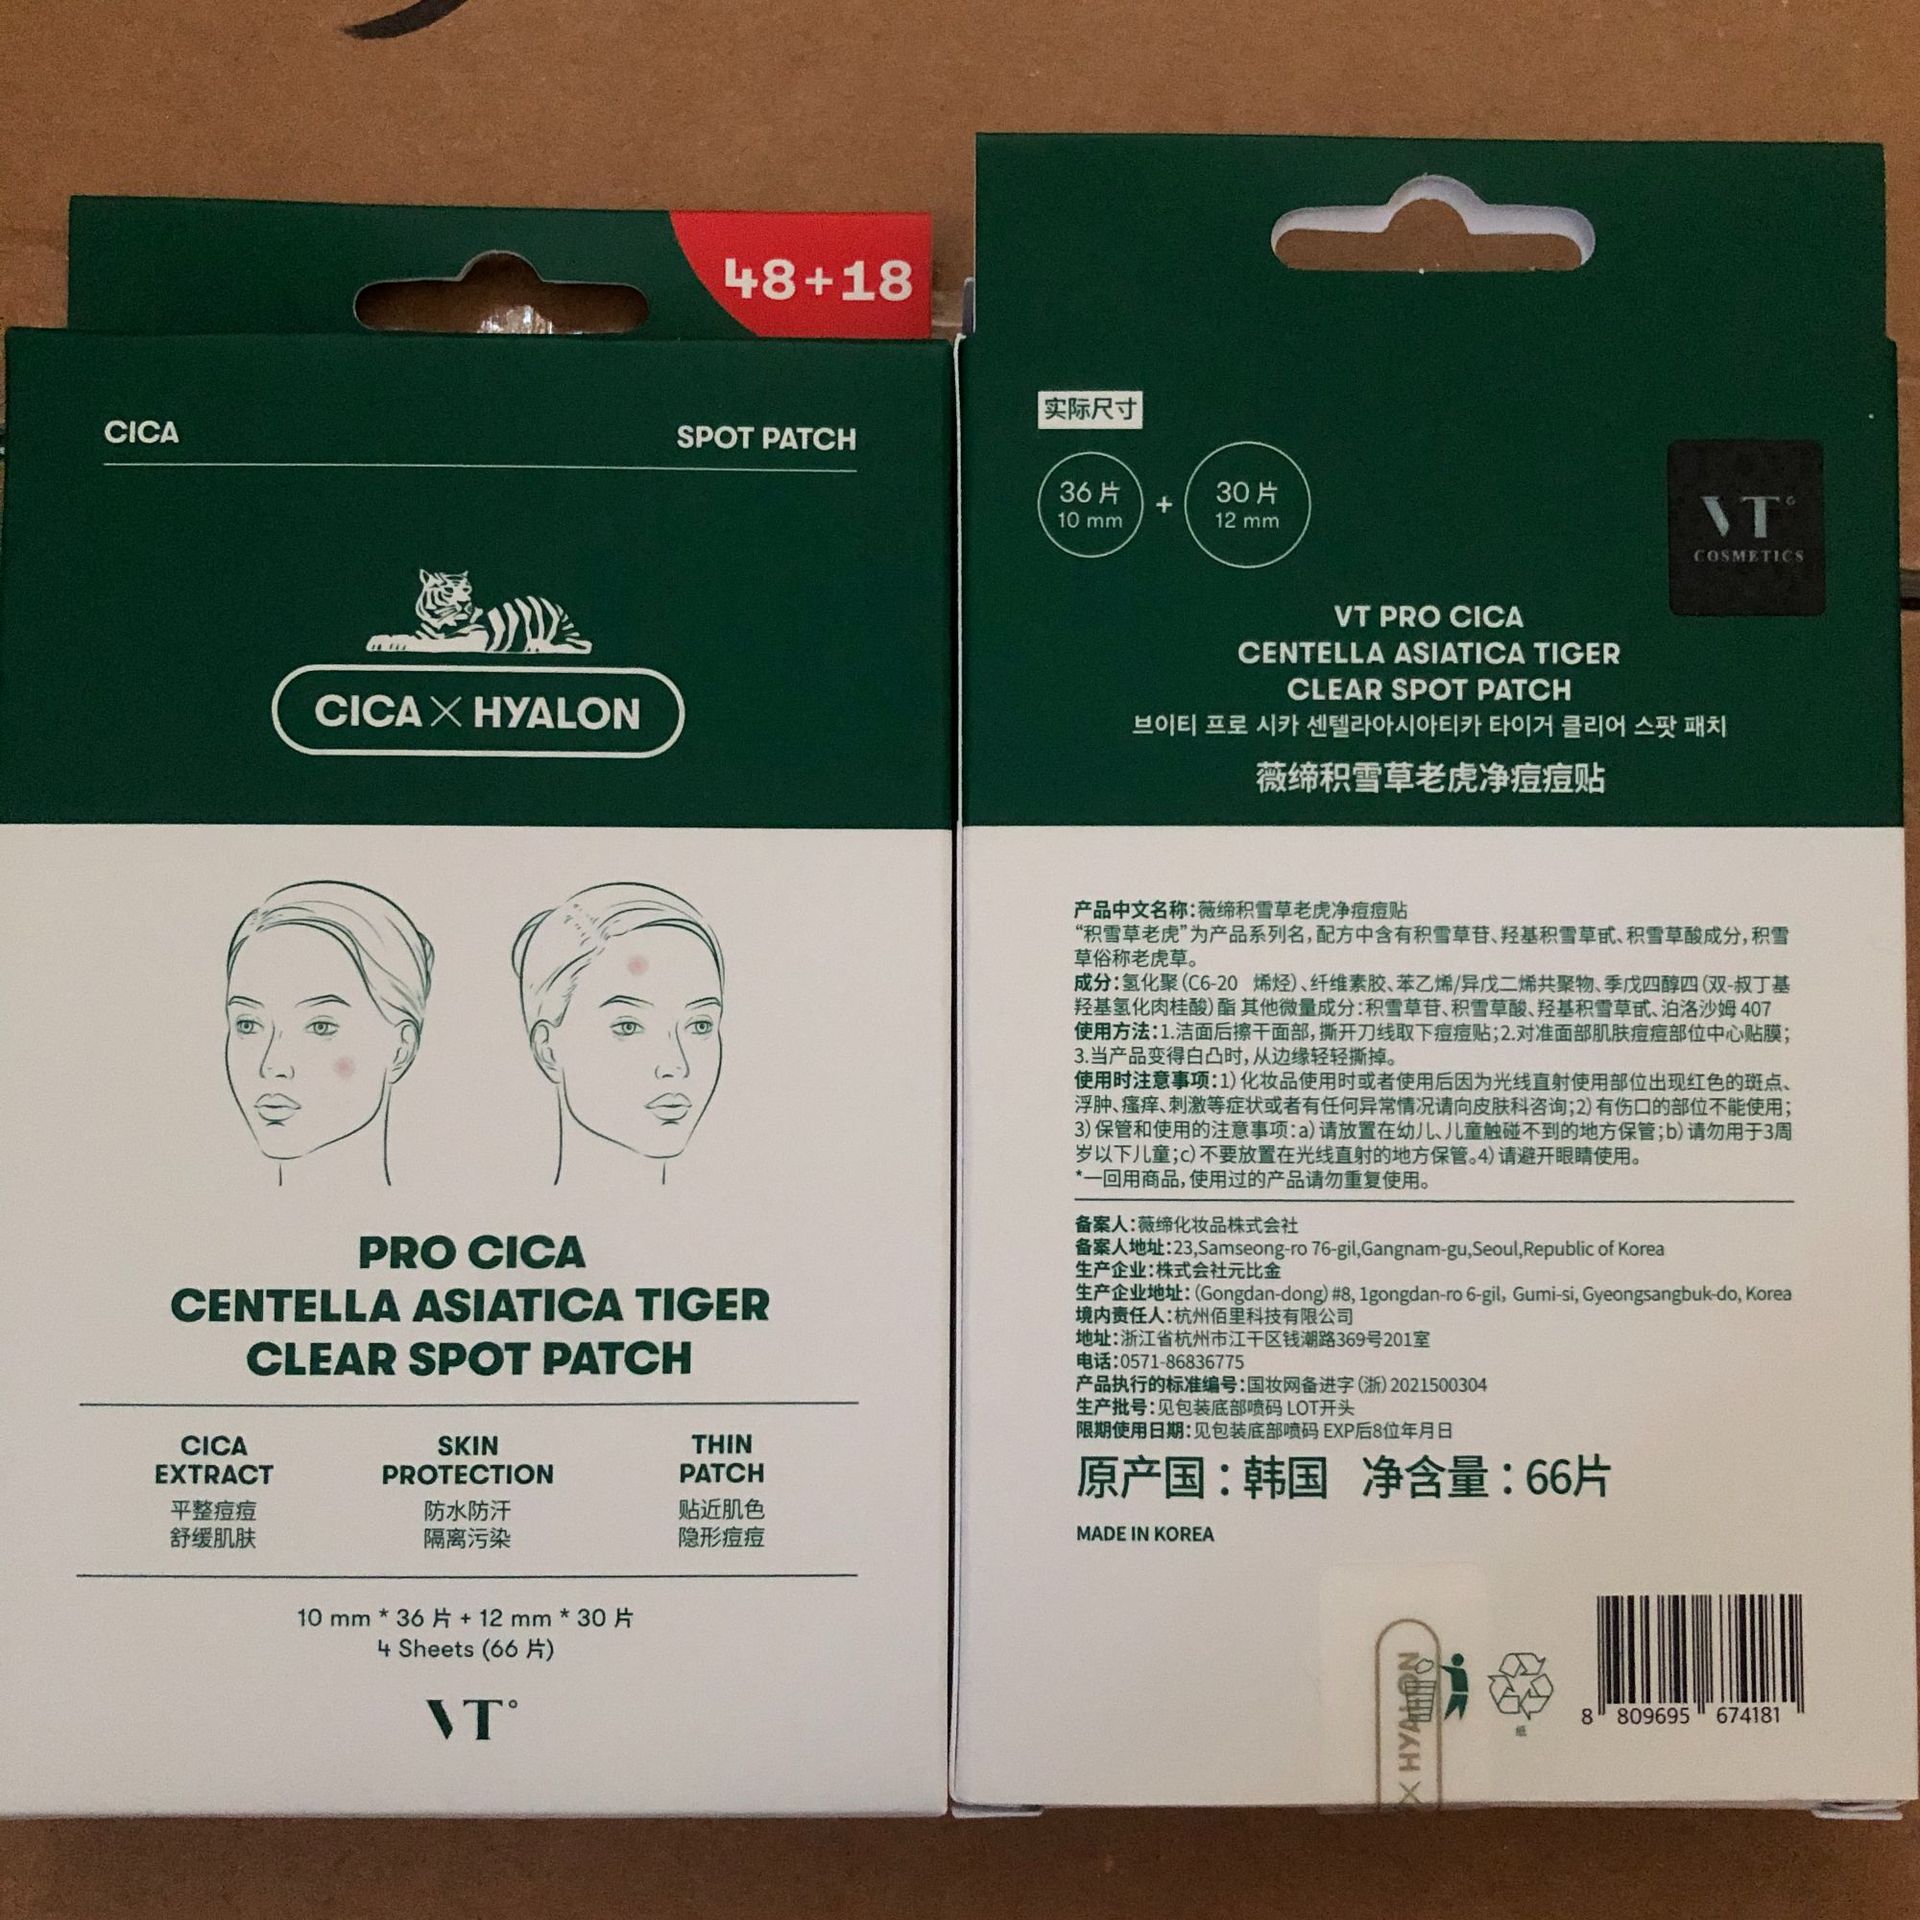 48+18
CICA
SPOT PATCH
CICA X HYALON
PRO CICA
CENTELLA ASIATICA TIGER
CLEAR SPOT PATCH
CICA
EXTRACT
平整痘痘
舒缓肌肤
SKIN
PROTECTION
防水防汗
隔离污染
THIN
PATCH
贴近肌色
隐形痘痘
10 mm * 36 片 + 12 mm * 30 片
4 Sheets (66 片)
VT
实际尺寸
36 片
10 mm
+
30 片
12 mm
VT
COSMETICS
VT PRO CICA
CENTELLA ASIATICA TIGER
CLEAR SPOT PATCH
브이티 프로 시카 센텔라아시아티카 타이거 클리어 스팟 패치
薇缔积雪草老虎净痘痘贴
产品中文名称:薇缔积雪草老虎净痘痘贴
“积雪草老虎”为产品系列名,配方中含有积雪草苷、羟基积雪草甙、积雪草酸成分,积雪
草俗称老虎草。
成分:氢化聚(C6-20 烯烃)、纤维素胶、苯乙烯/异戊二烯共聚物、季戊四醇四(双-叔丁基
羟基氢化肉桂酸)酯 其他微量成分:积雪草苷、积雪草酸、羟基积雪草甙、泊洛沙姆 407
使用方法:1.洁面后擦干面部,撕开刀线取下痘痘贴;2.对准面部肌肤痘痘部位中心贴膜;
3.当产品变得白凸时,从边缘轻轻撕掉。
使用时注意事项:1)化妆品使用时或者使用后因为光线直射使用部位出现红色的斑点、
浮肿、瘙痒、刺激等症状或者有任何异常情况请向皮肤科咨询;2)有伤口的部位不能使用;
3)保管和使用的注意事项:a)请放置在幼儿、儿童触碰不到的地方保管;b)请勿用于3周
岁以下儿童;c)不要放置在光线直射的地方保管。4)请避开眼睛使用。
*一回用商品,使用过的产品请勿重复使用。
备案人:薇缔化妆品株式会社
备案人地址:23,Samseong-ro 76-gil,Gangnam-gu,Seoul,Republic of Korea
生产企业:株式会社元比金
生产企业地址:(Gongdan-dong) #8, 1gongdan-ro 6-gil, Gumi-si, Gyeongsangbuk-do, Korea
境内责任人:杭州佰里科技有限公司
地址:浙江省杭州市江干区钱潮路369号201室
电话:0571-86836775
产品执行的标准编号:国妆网备进字(浙)2021500304
生产批号:见包装底部喷码 LOT开头
限期使用日期:见包装底部喷码 EXP后8位年月日
原产国:韩国 净含量:66片
MADE IN KOREA
X HYALON
纸
8 809695 674181